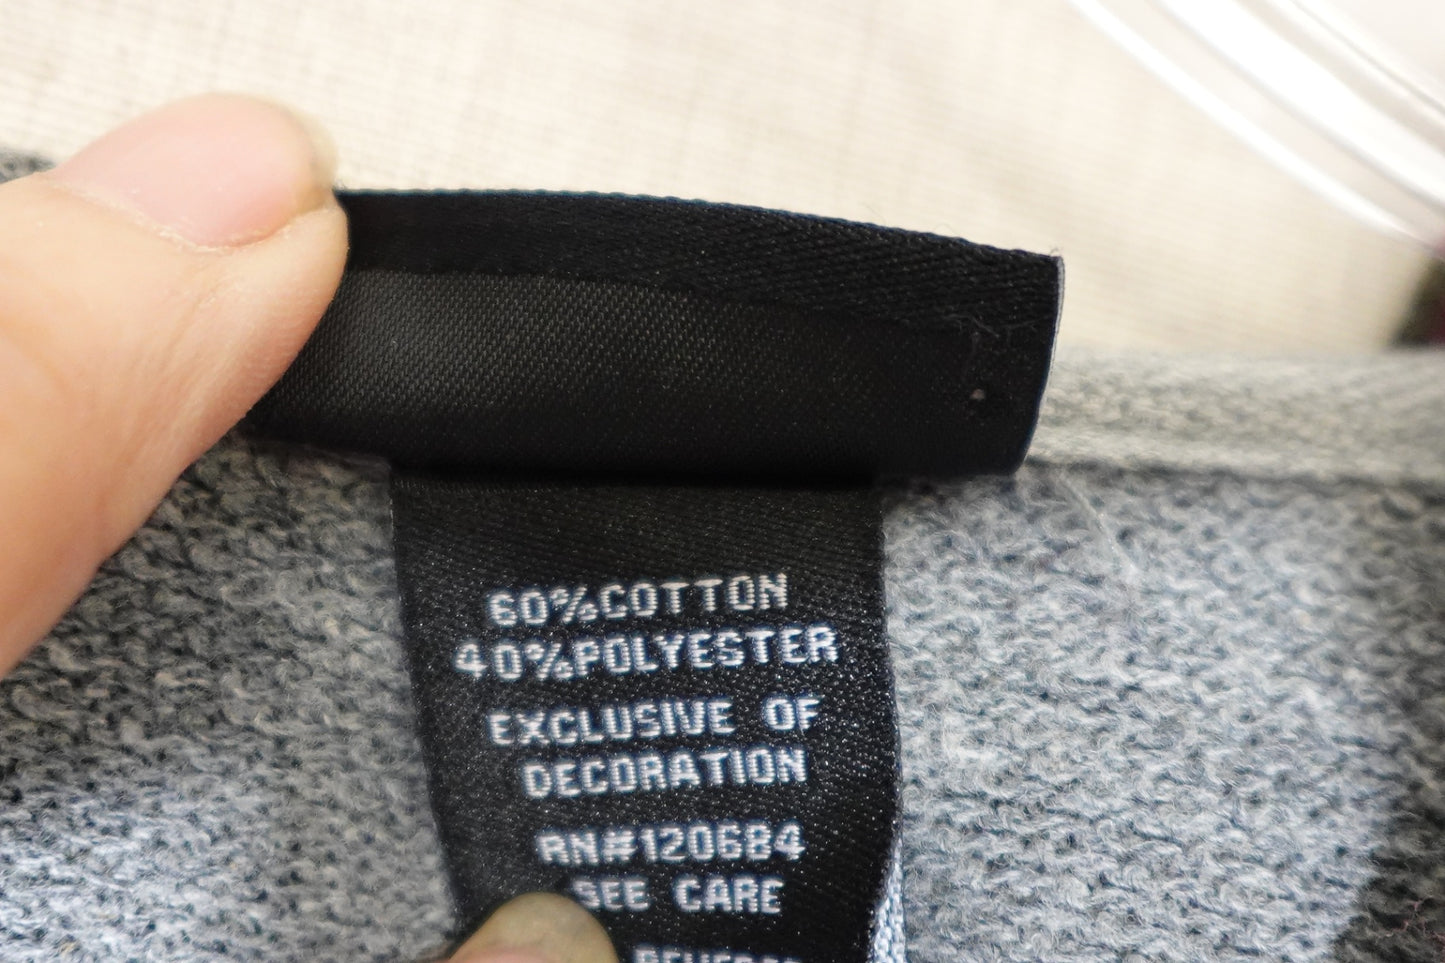 60%COTTON
40%POLYESTER
EXCLUSIVE OF
DECORATION
RN#120684
SEE CARE